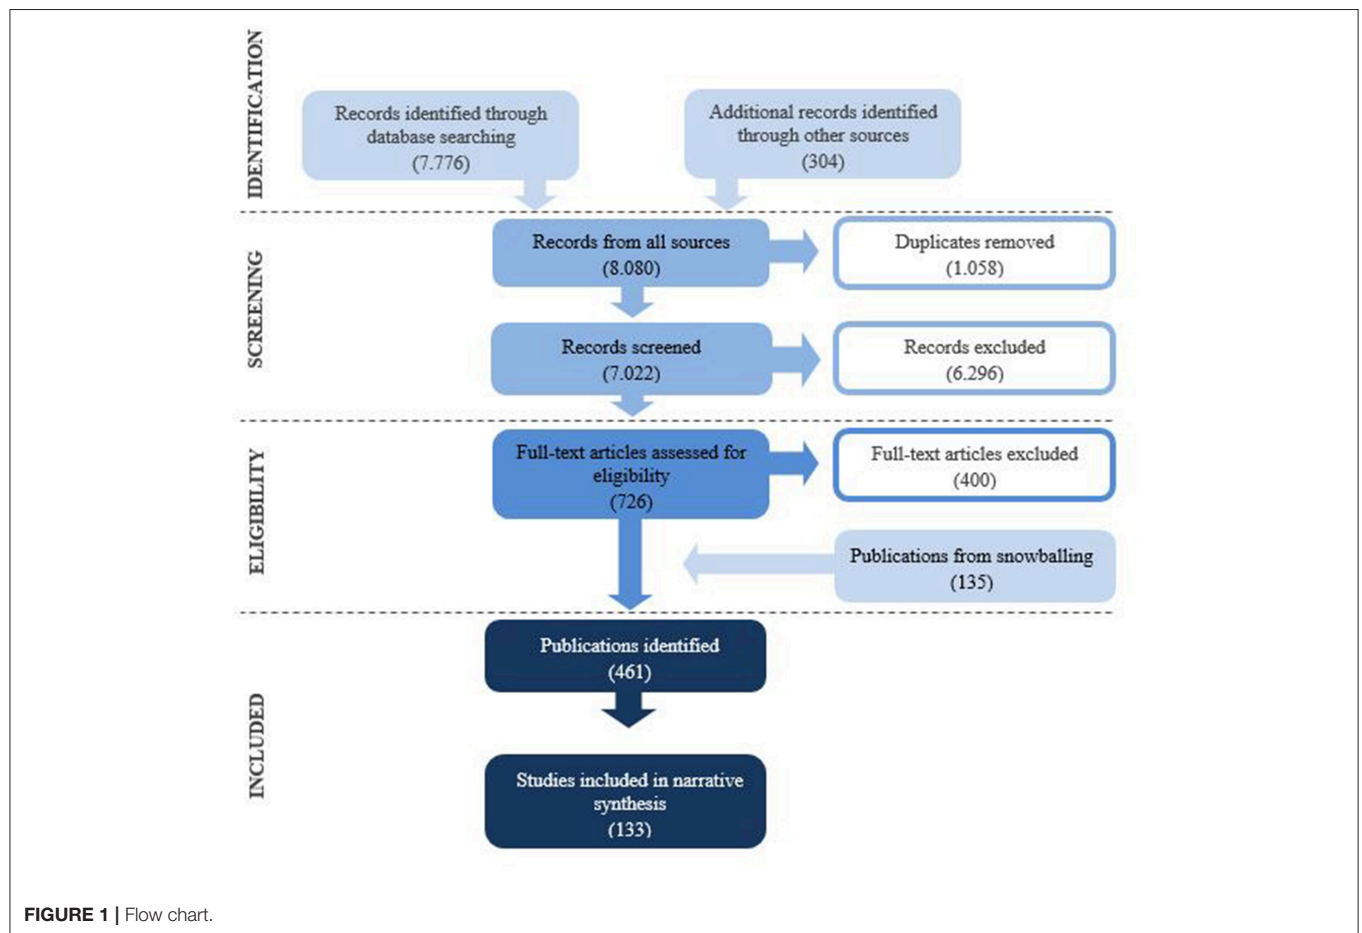 IDENTIFICATION
Records identified through
database searching
(7.776)
Additional records identified
through other sources
(304)
SCREENING
Records from all sources
(8.080)
Duplicates removed
(1.058)
Records screened
(7.022)
Records excluded
(6.296)
ELIGIBILITY
Full-text articles assessed for
eligibility
(726)
Full-text articles excluded
(400)
Publications from snowballing
(135)
INCLUDED
Publications identified
(461)
Studies included in narrative
synthesis
(133)
FIGURE 1 | Flow chart.